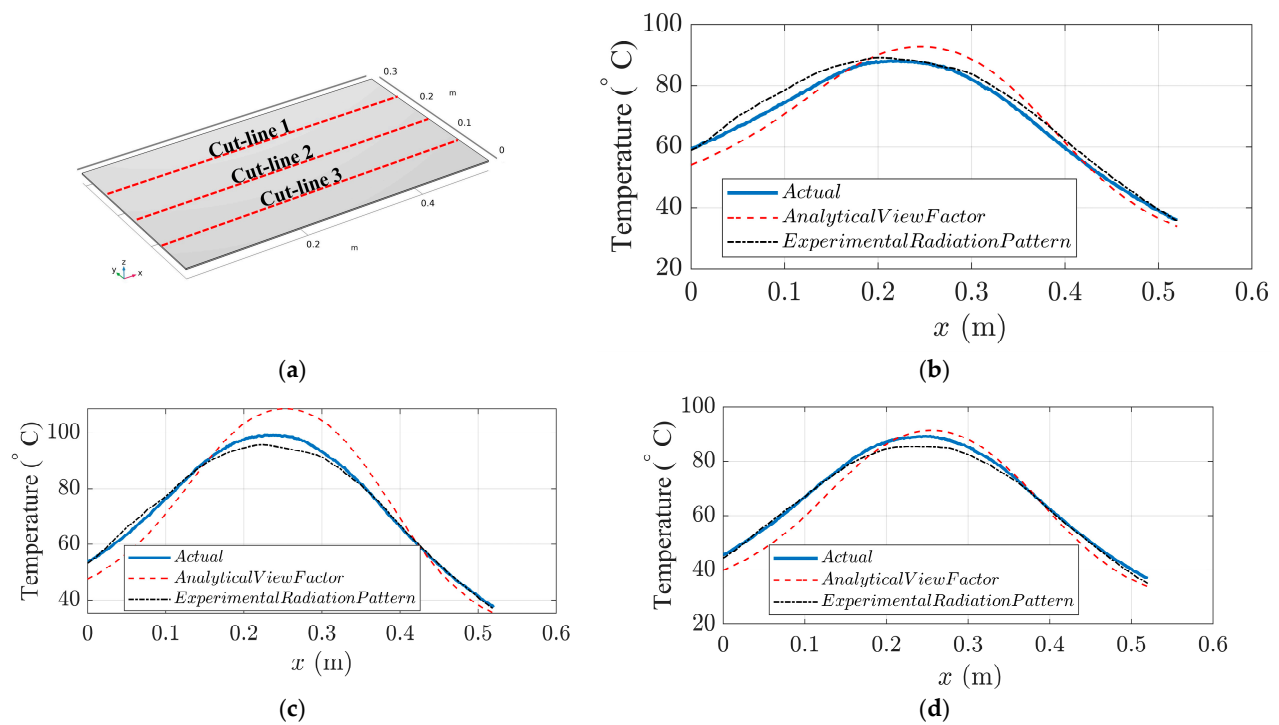 0.3
m
0.2
0.1
0
Cut-line 1
Cut-line 2
Cut-line 3
0.4
0.2
m
z
y
x
(a)
100
80
60
40
20
Temperature (° C)
Actual
AnalyticalViewFactor
ExperimentalRadiationPattern
0 0.1 0.2 0.3 0.4 0.5 0.6
x (m)
(b)
100
80
60
40
Temperature (° C)
Actual
AnalyticalViewFactor
ExperimentalRadiationPattern
0 0.1 0.2 0.3 0.4 0.5 0.6
x (m)
(c)
100
80
60
40
20
Temperature (° C)
Actual
AnalyticalViewFactor
ExperimentalRadiationPattern
0 0.1 0.2 0.3 0.4 0.5 0.6
x (m)
(d)